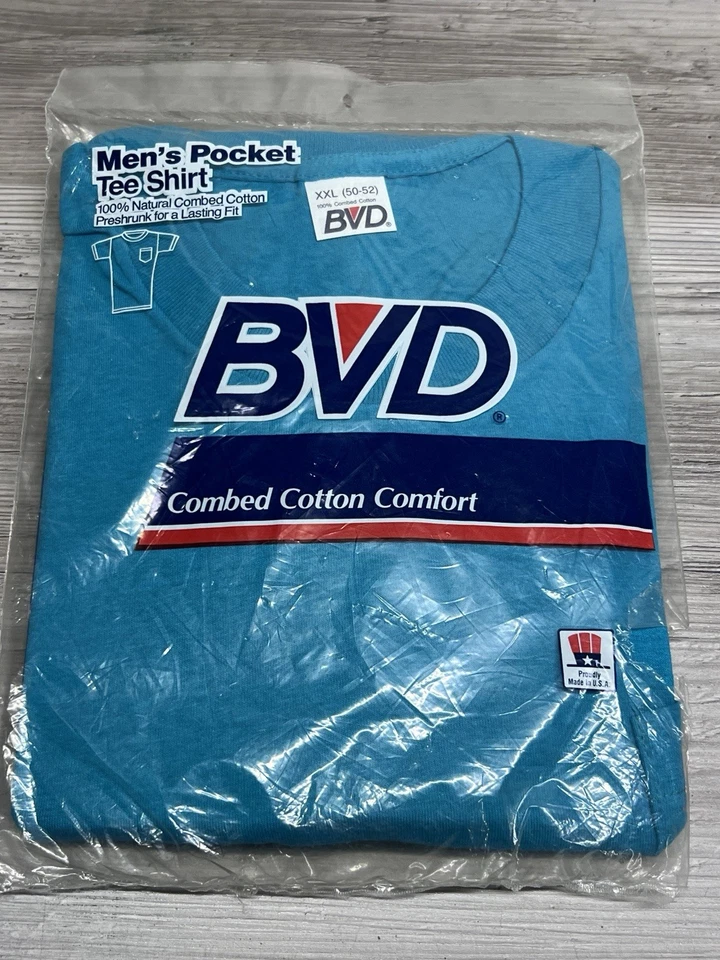 Men's Pocket
Tee Shirt
100% Natural Combed Cotton
Preshrunk for a Lasting Fit
XXL (50-52)
100% Combed Cotton
BVD®
BVD®
Combed Cotton Comfort
Proudly
Made in U.S.A.